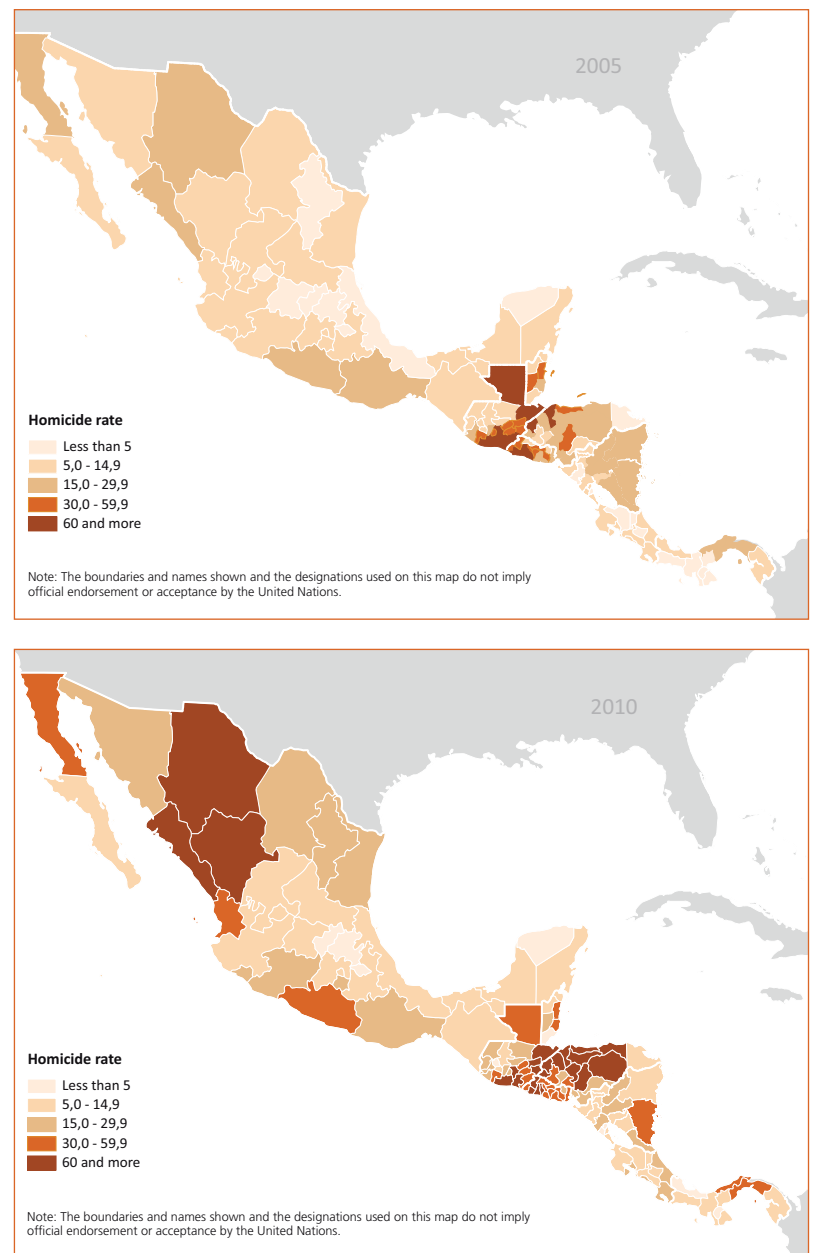 2005
Homicide rate
Less than 5
5,0 - 14,9
15,0 - 29,9
30,0 - 59,9
60 and more
Note: The boundaries and names shown and the designations used on this map do not imply
official endorsement or acceptance by the United Nations.
2010
Homicide rate
Less than 5
5,0 - 14,9
15,0 - 29,9
30,0 - 59,9
60 and more
Note: The boundaries and names shown and the designations used on this map do not imply
official endorsement or acceptance by the United Nations.